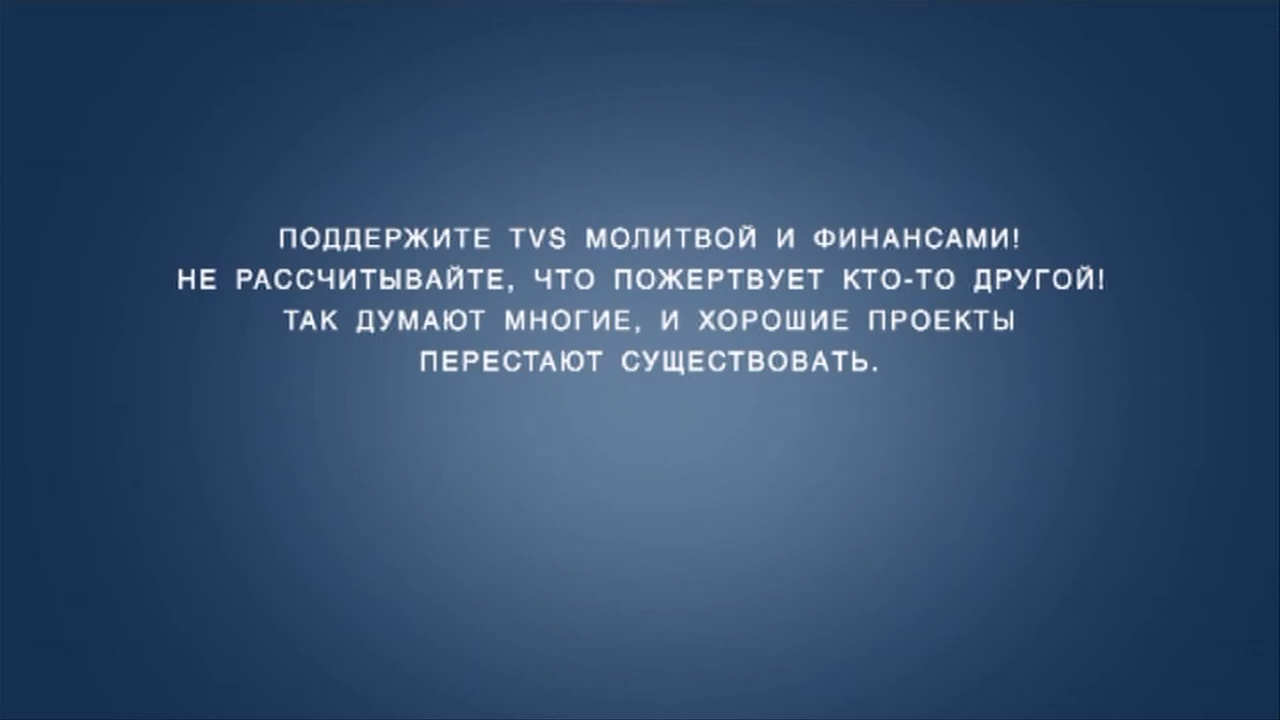 ПОДДЕРЖИТЕ TVS МОЛИТВОЙ И ФИНАНСАМИ!
НЕ РАССЧИТЫВАЙТЕ, ЧТО ПОЖЕРТВУЕТ КТО-ТО ДРУГОЙ!
ТАК ДУМАЮТ МНОГИЕ, И ХОРОШИЕ ПРОЕКТЫ
ПЕРЕСТАЮТ СУЩЕСТВОВАТЬ.